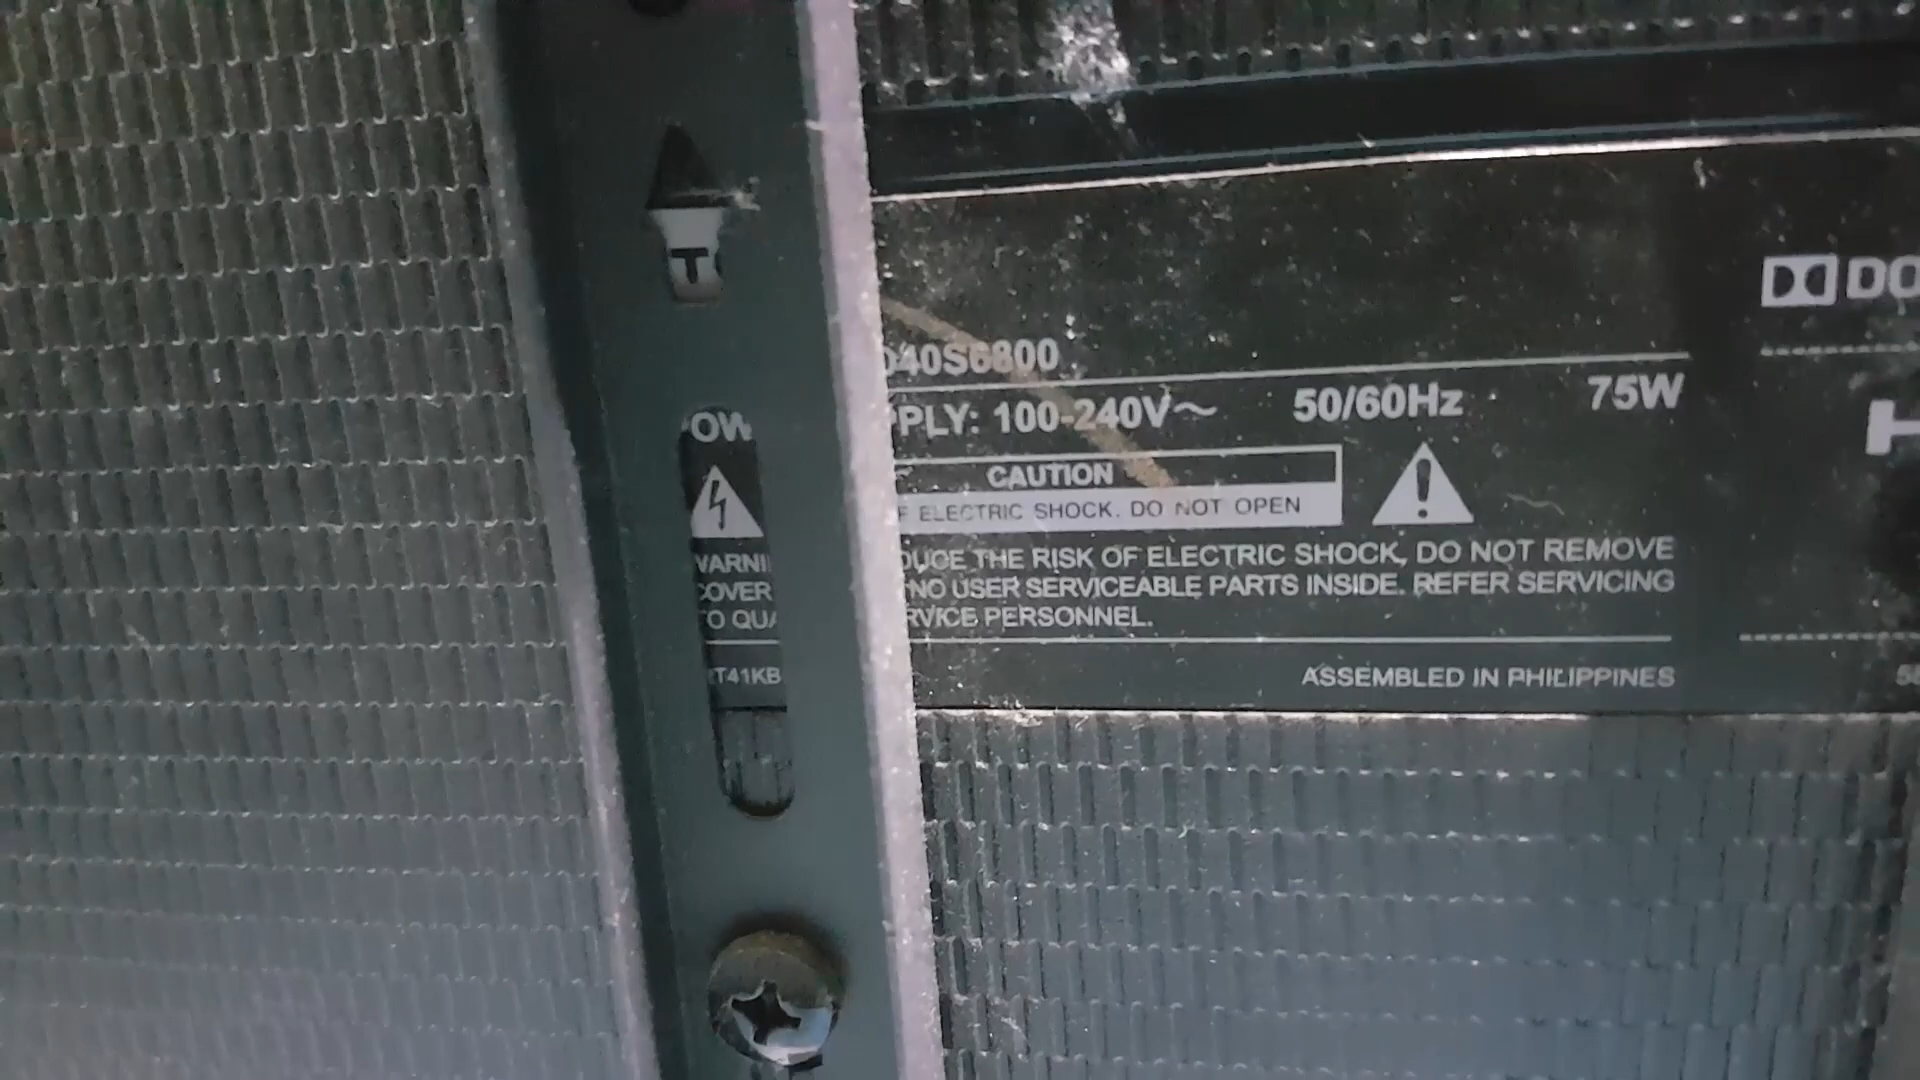 T
40S6800
PLY: 100-240V~ 50/60Hz 75W
CAUTION
ELECTRIC SHOCK. DO NOT OPEN
WARNI DUCE THE RISK OF ELECTRIC SHOCK, DO NOT REMOVE
COVER NO USER SERVICEABLE PARTS INSIDE. REFER SERVICING
TO QUA RVICE PERSONNEL.
T41KB ASSEMBLED IN PHILIPPINES
DO
H